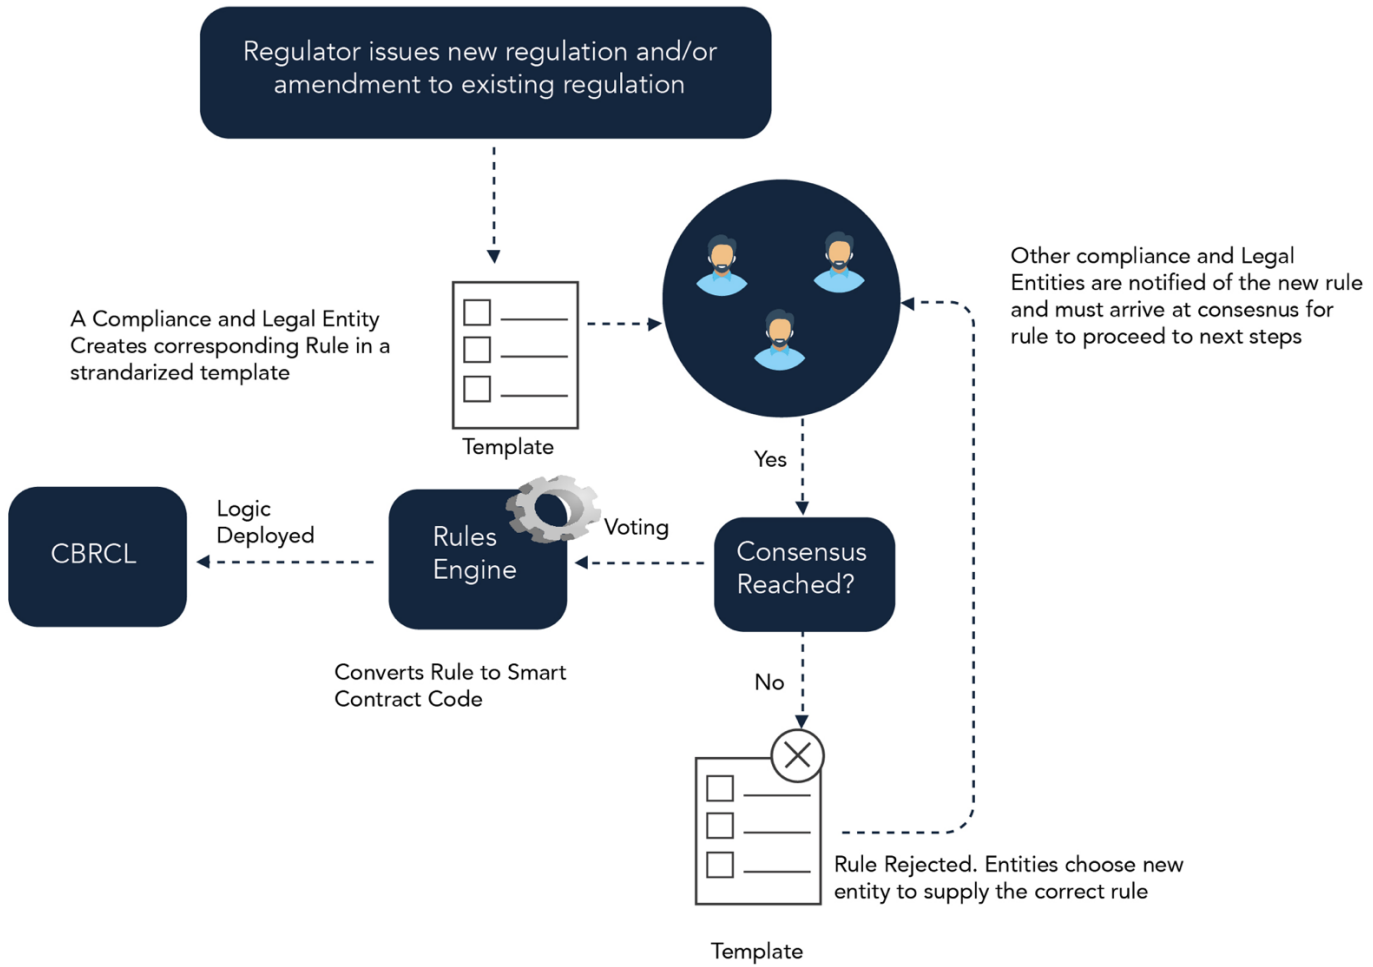 Regulator issues new regulation and/or
amendment to existing regulation
Other compliance and Legal
Entities are notified of the new rule
and must arrive at consesnus for
rule to proceed to next steps
A Compliance and Legal Entity
Creates corresponding Rule in a
strandarized template
Template
Yes
Logic
Deployed
CBRCL
Rules
Engine
Voting
Consensus
Reached?
Converts Rule to Smart
Contract Code
No
Rule Rejected. Entities choose new
entity to supply the correct rule
Template